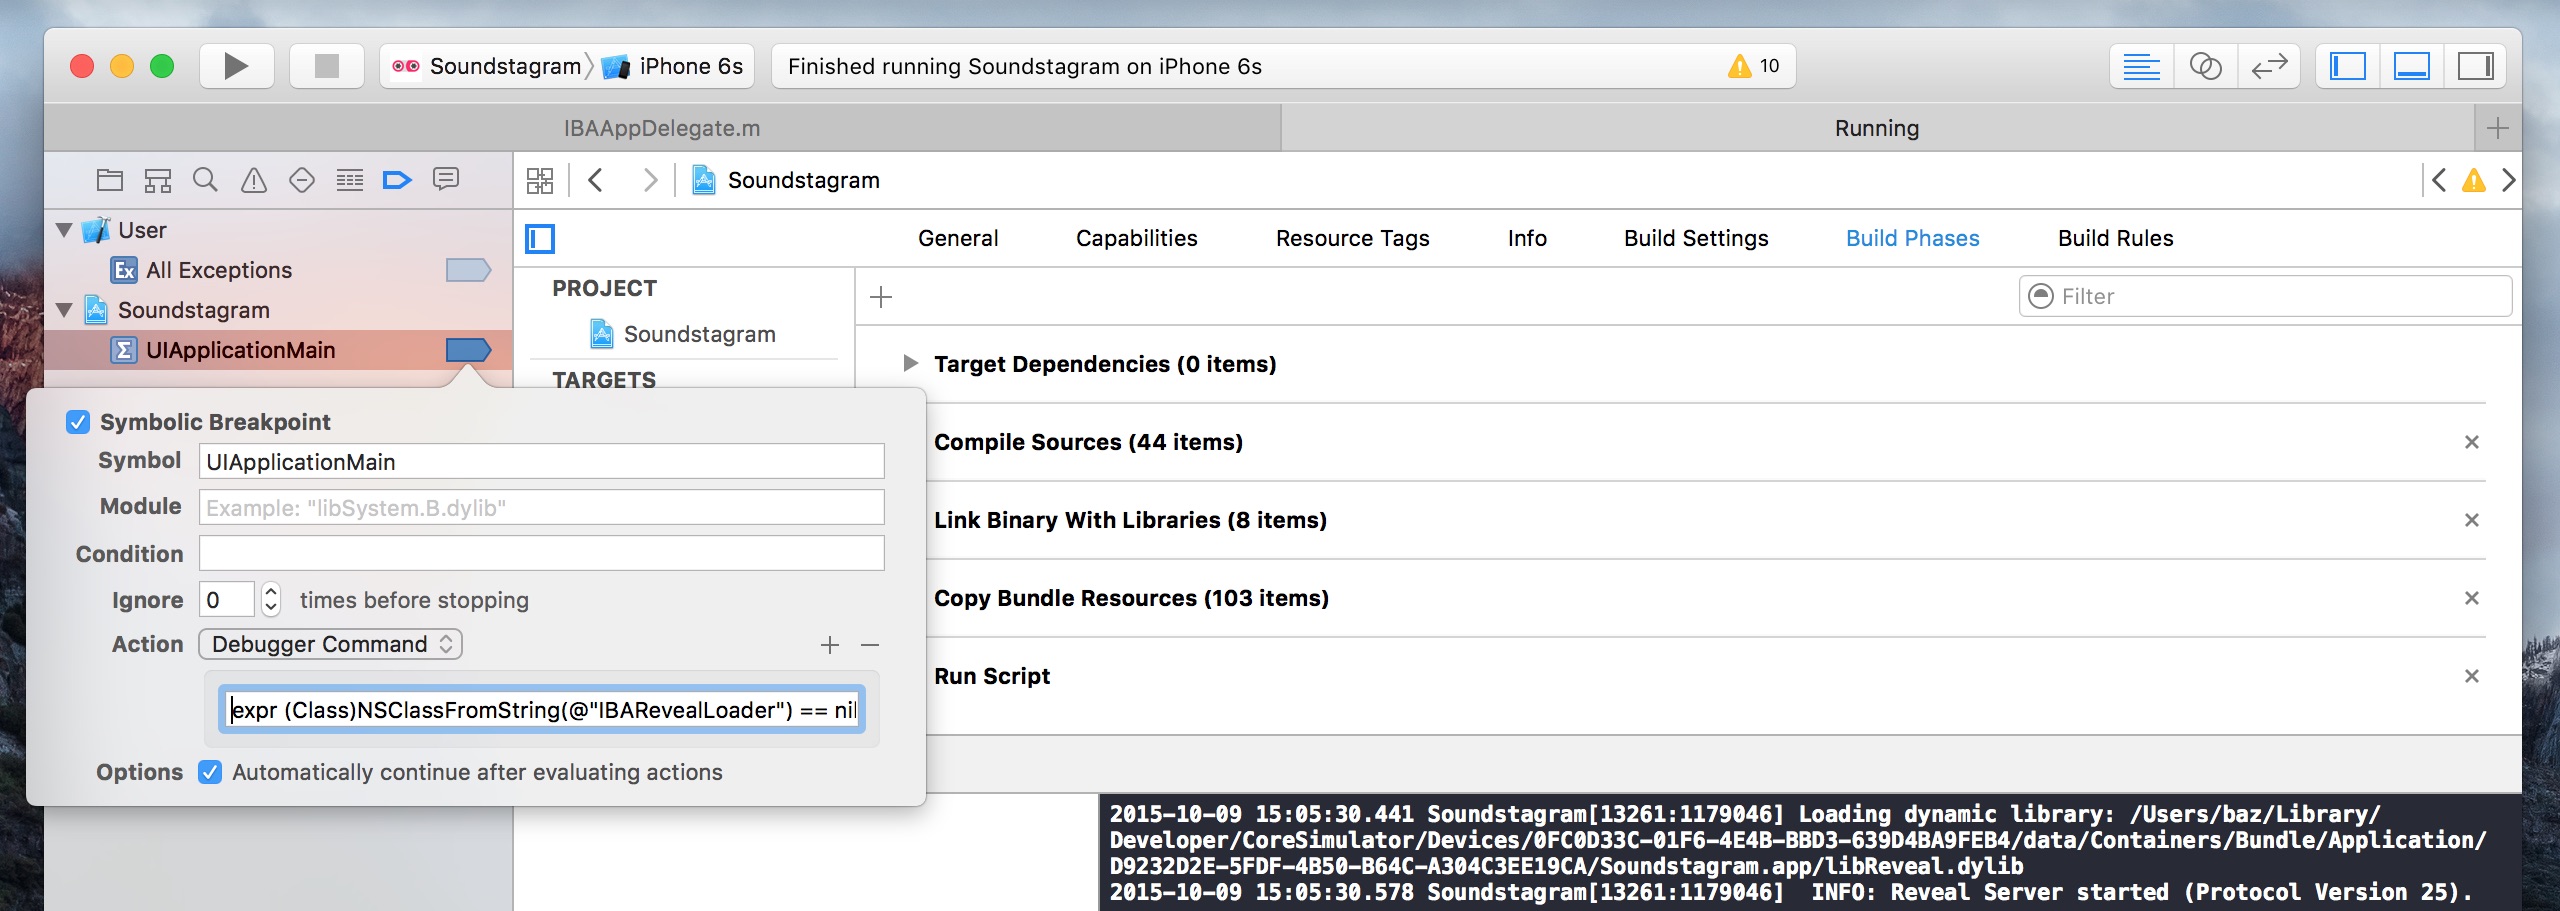 Soundstagram
iPhone 6s
Finished running Soundstagram on iPhone 6s
10
IBAAppDelegate.m
Running
Soundstagram
User
Ex All Exceptions
Soundstagram
Σ UIApplicationMain
General
Capabilities
Resource Tags
Info
Build Settings
Build Phases
Build Rules
PROJECT
Soundstagram
TARGETS
Filter
Target Dependencies (0 items)
Compile Sources (44 items)
Link Binary With Libraries (8 items)
Copy Bundle Resources (103 items)
Run Script
Symbolic Breakpoint
Symbol UIApplicationMain
Module Example: "libSystem.B.dylib"
Condition
Ignore 0 times before stopping
Action Debugger Command
expr (Class)NSClassFromString(@"IBARevealLoader") == nil
Options Automatically continue after evaluating actions
2015-10-09 15:05:30.441 Soundstagram[13261:1179046] Loading dynamic library: /Users/baz/Library/
Developer/CoreSimulator/Devices/0FC0D33C-01F6-4E4B-BBD3-639D4BA9FEB4/data/Containers/Bundle/Application/
D9232D2E-5FDF-4B50-B64C-A304C3EE19CA/Soundstagram.app/libReveal.dylib
2015-10-09 15:05:30.578 Soundstagram[13261:1179046]  INFO: Reveal Server started (Protocol Version 25).